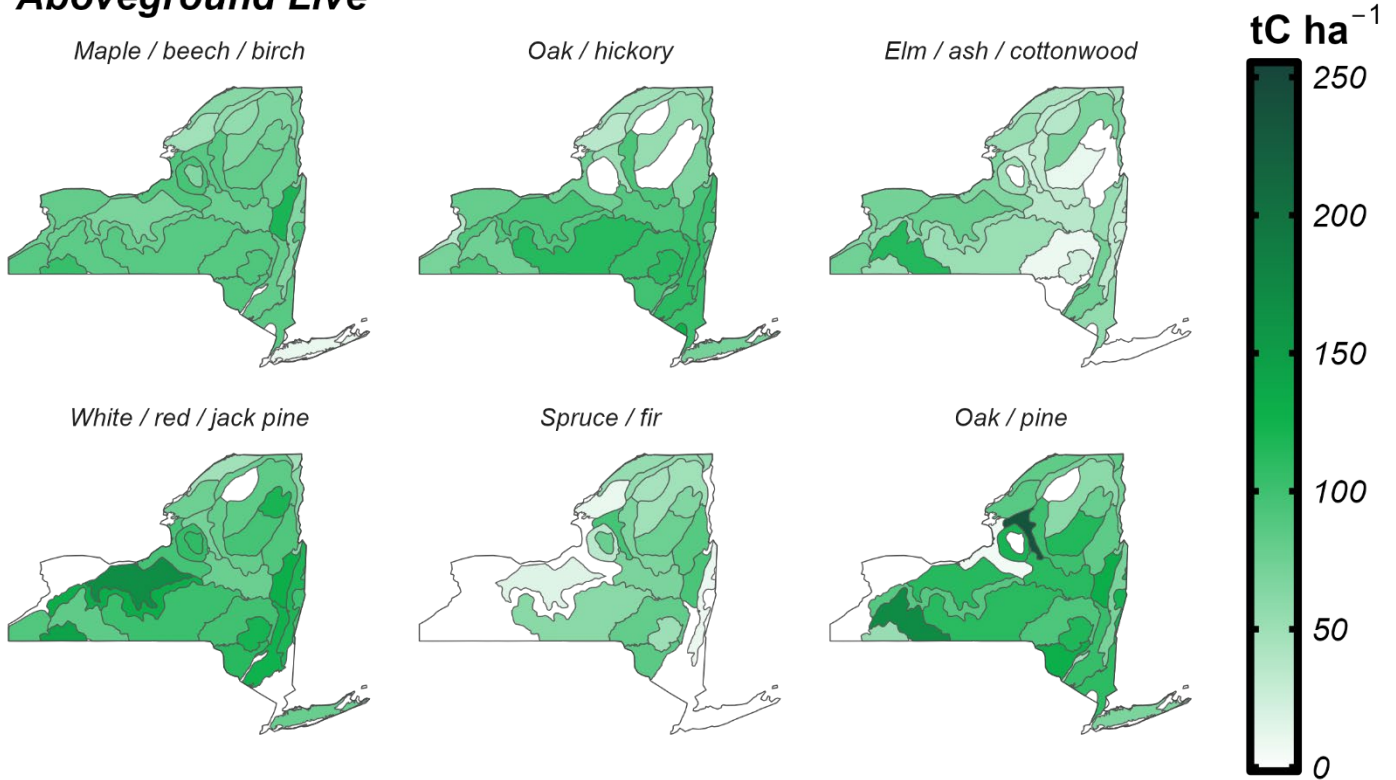 Aboveground Live
tC ha⁻¹
Maple / beech / birch
Oak / hickory
Elm / ash / cottonwood
White / red / jack pine
Spruce / fir
Oak / pine
250
200
150
100
50
0